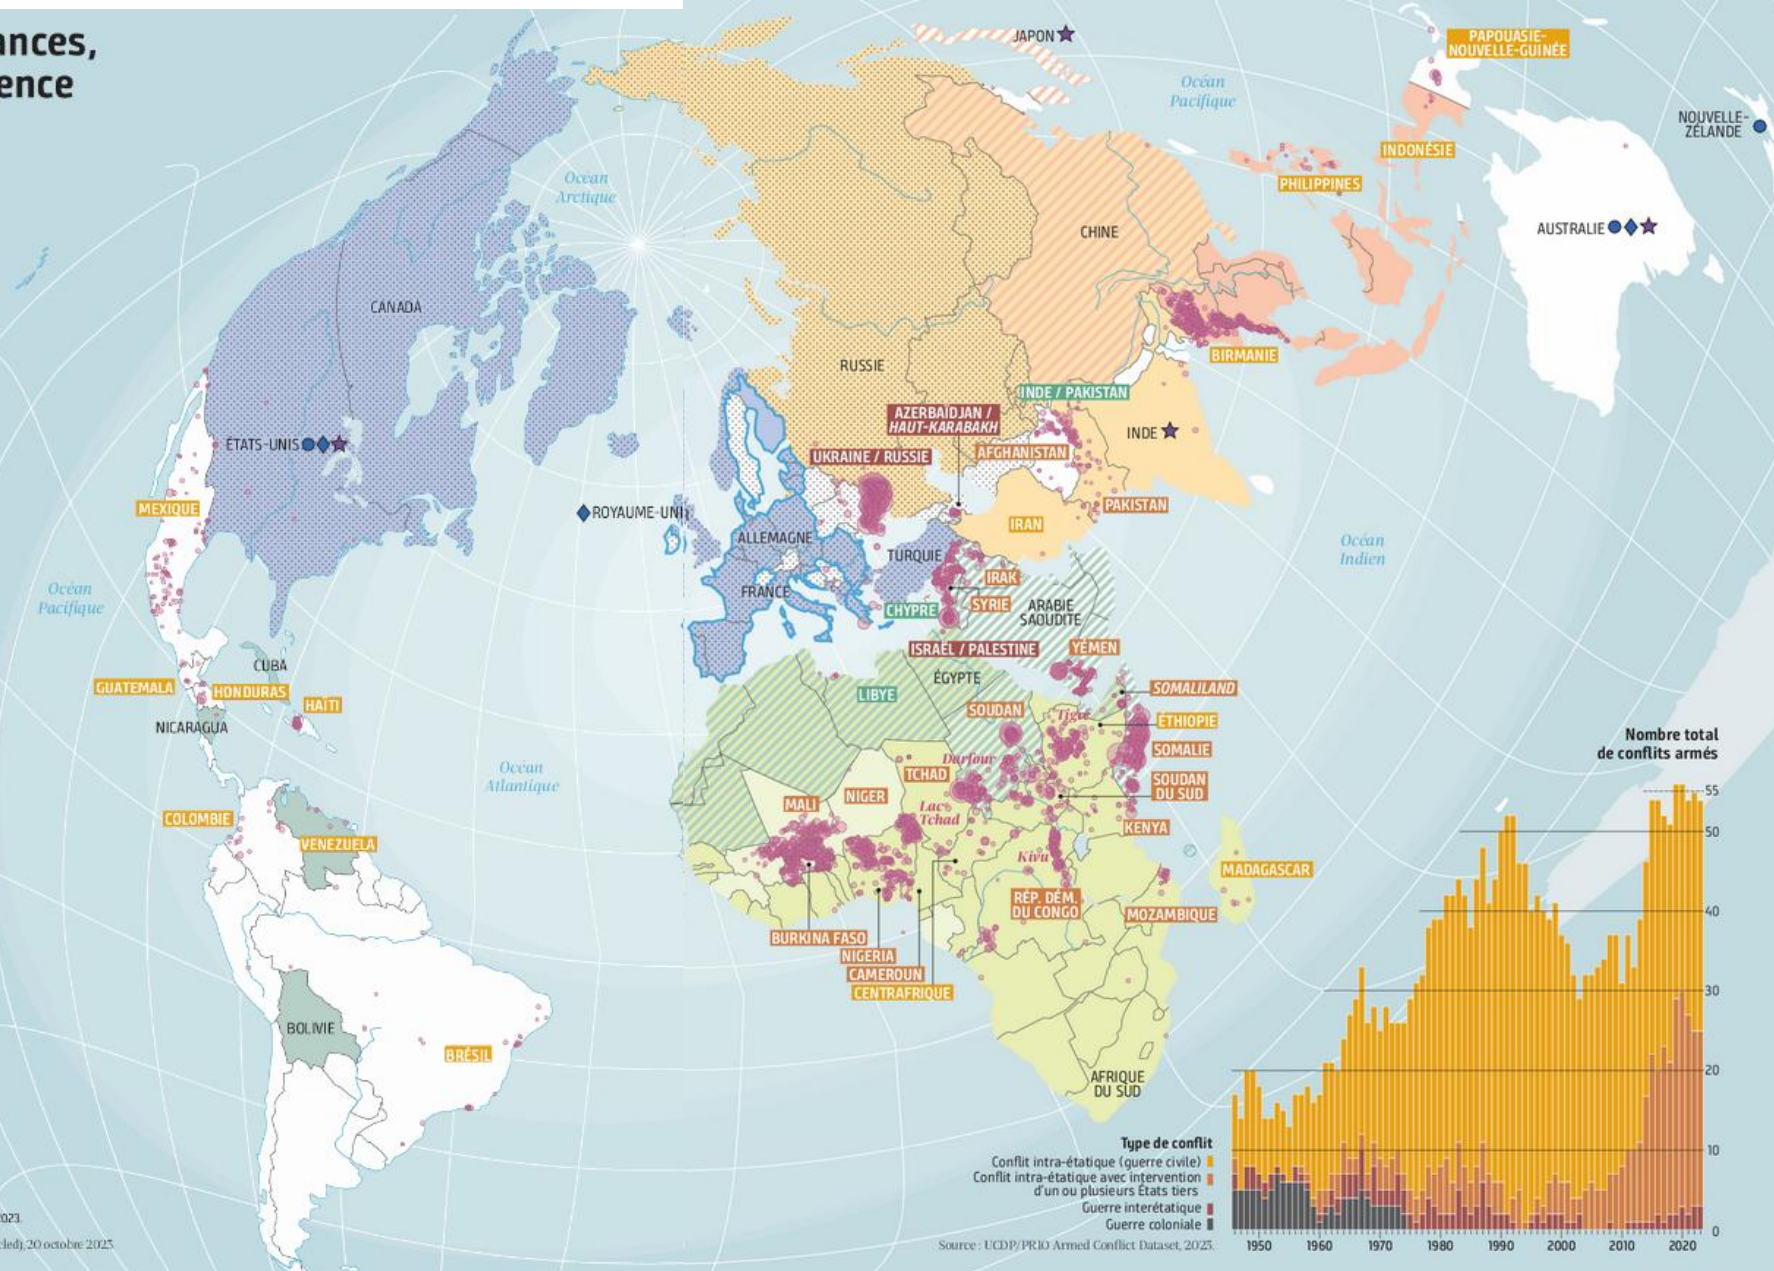 ances,
ence
JAPON
Océan
Pacifique
PAPOUASIE-
NOUVELLE-GUINÉE
NOUVELLE-
ZÉLANDE
INDONÉSIE
PHILIPPINES
AUSTRALIE
Océan
Arctique
CHINE
CANADA
RUSSIE
BIRMANIE
INDE / PAKISTAN
AZERBAÏDJAN /
HAUT-KARABAKH
INDE
ÉTATS-UNIS
UKRAINE / RUSSIE
AFGHANISTAN
MEXIQUE
ROYAUME-UNI
PAKISTAN
IRAN
ALLEMAGNE
TURQUIE
Océan
Indien
Océan
Pacifique
FRANCE
IRAK
CHYPRE
SYRIE
ARABIE
SAOUDITE
ISRAËL / PALESTINE
YÉMEN
CUBA
GUATEMALA
HONDURAS
HAÏTI
NICARAGUA
LIBYE
ÉGYPTE
SOMALILAND
SOUDAN
Tigré
ÉTHIOPIE
SOMALIE
Océan
Atlantique
Darfour
TCHAD
SOUDAN
DU SUD
MALI
NIGER
Lac
Tchad
COLOMBIE
VENEZUELA
KENYA
Kivu
MADAGASCAR
RÉP. DÉM.
DU CONGO
MOZAMBIQUE
BURKINA FASO
NIGERIA
CAMEROUN
CENTRAFRIQUE
BOLIVIE
BRÉSIL
AFRIQUE
DU SUD
Nombre total
de conflits armés
55
50
40
30
20
10
0
1950 1960 1970 1980 1990 2000 2010 2020
Type de conflit
Conflit intra-étatique (guerre civile)
Conflit intra-étatique avec intervention
d'un ou plusieurs États tiers
Guerre interétatique
Guerre coloniale
Source : UCDP/PRIO Armed Conflict Dataset, 2023.
023.
cled), 20 octobre 2023.